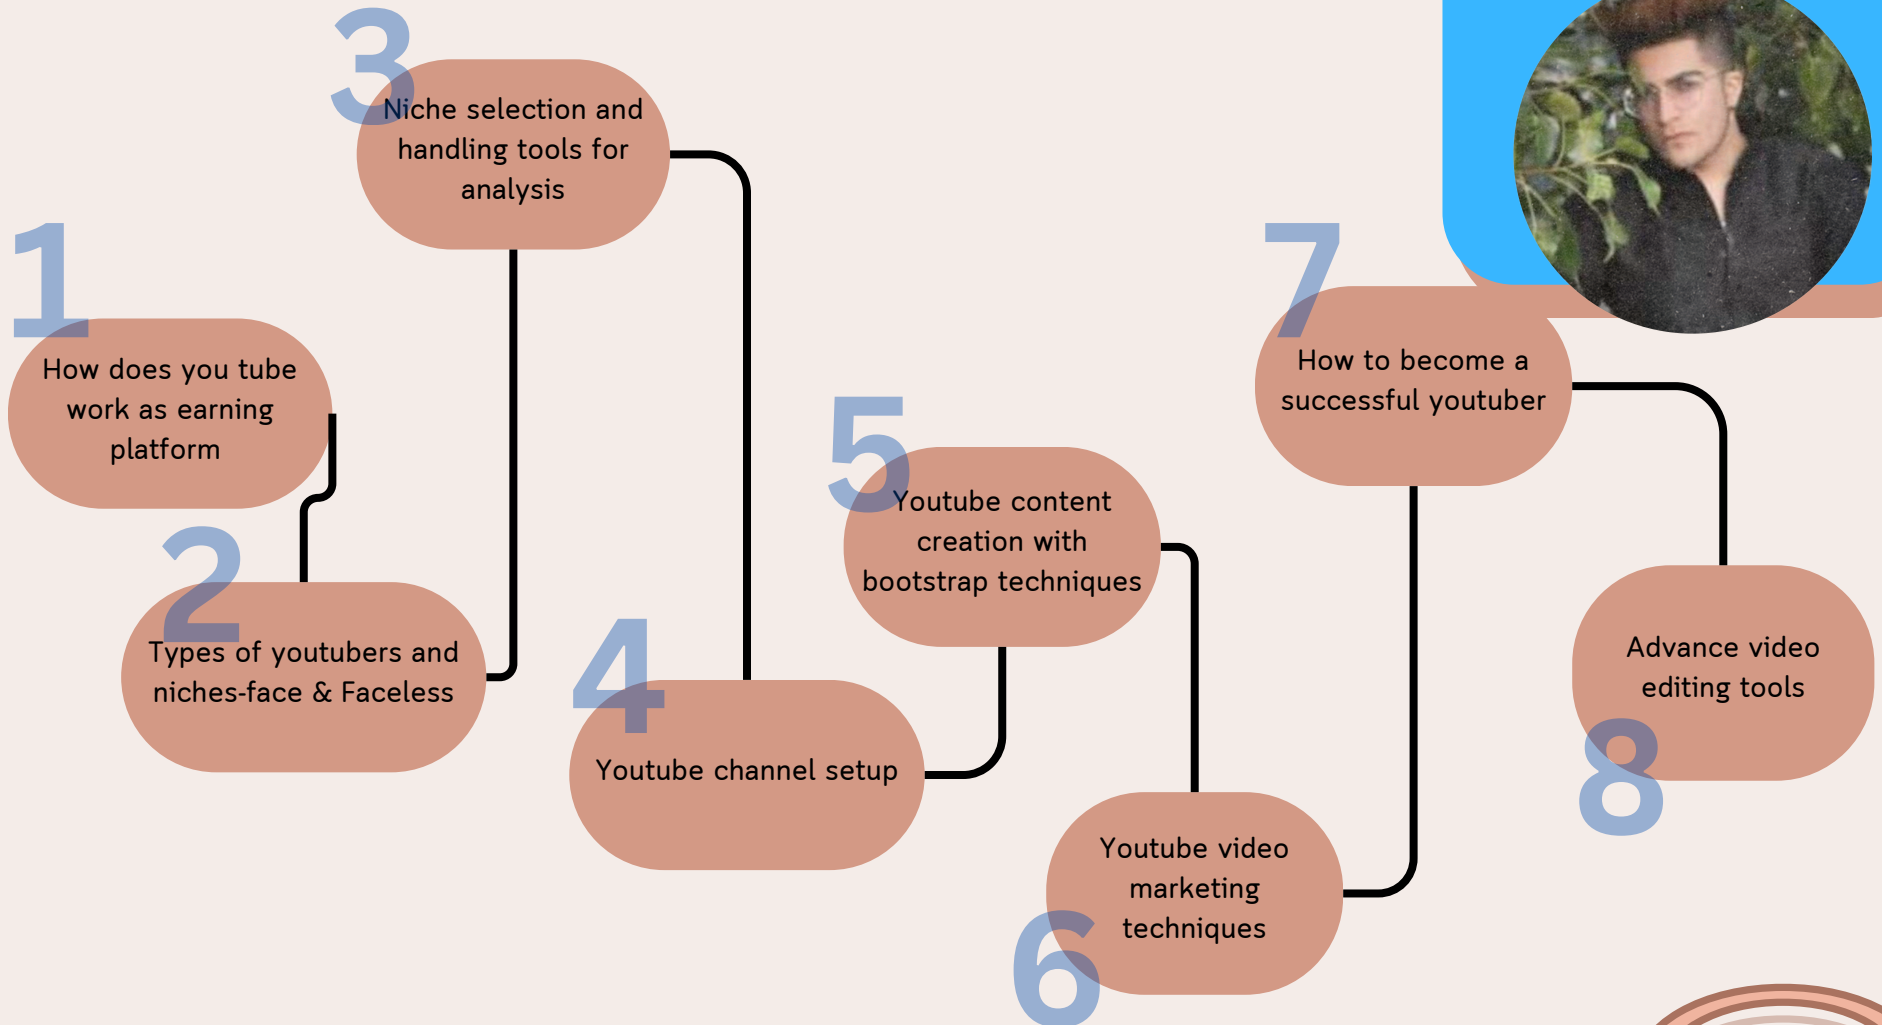 1
How does you tube
work as earning
platform
2
Types of youtubers and
niches-face & Faceless
3
Niche selection and
handling tools for
analysis
4
Youtube channel setup
5
Youtube content
creation with
bootstrap techniques
6
Youtube video
marketing
techniques
7
How to become a
successful youtuber
8
Advance video
editing tools